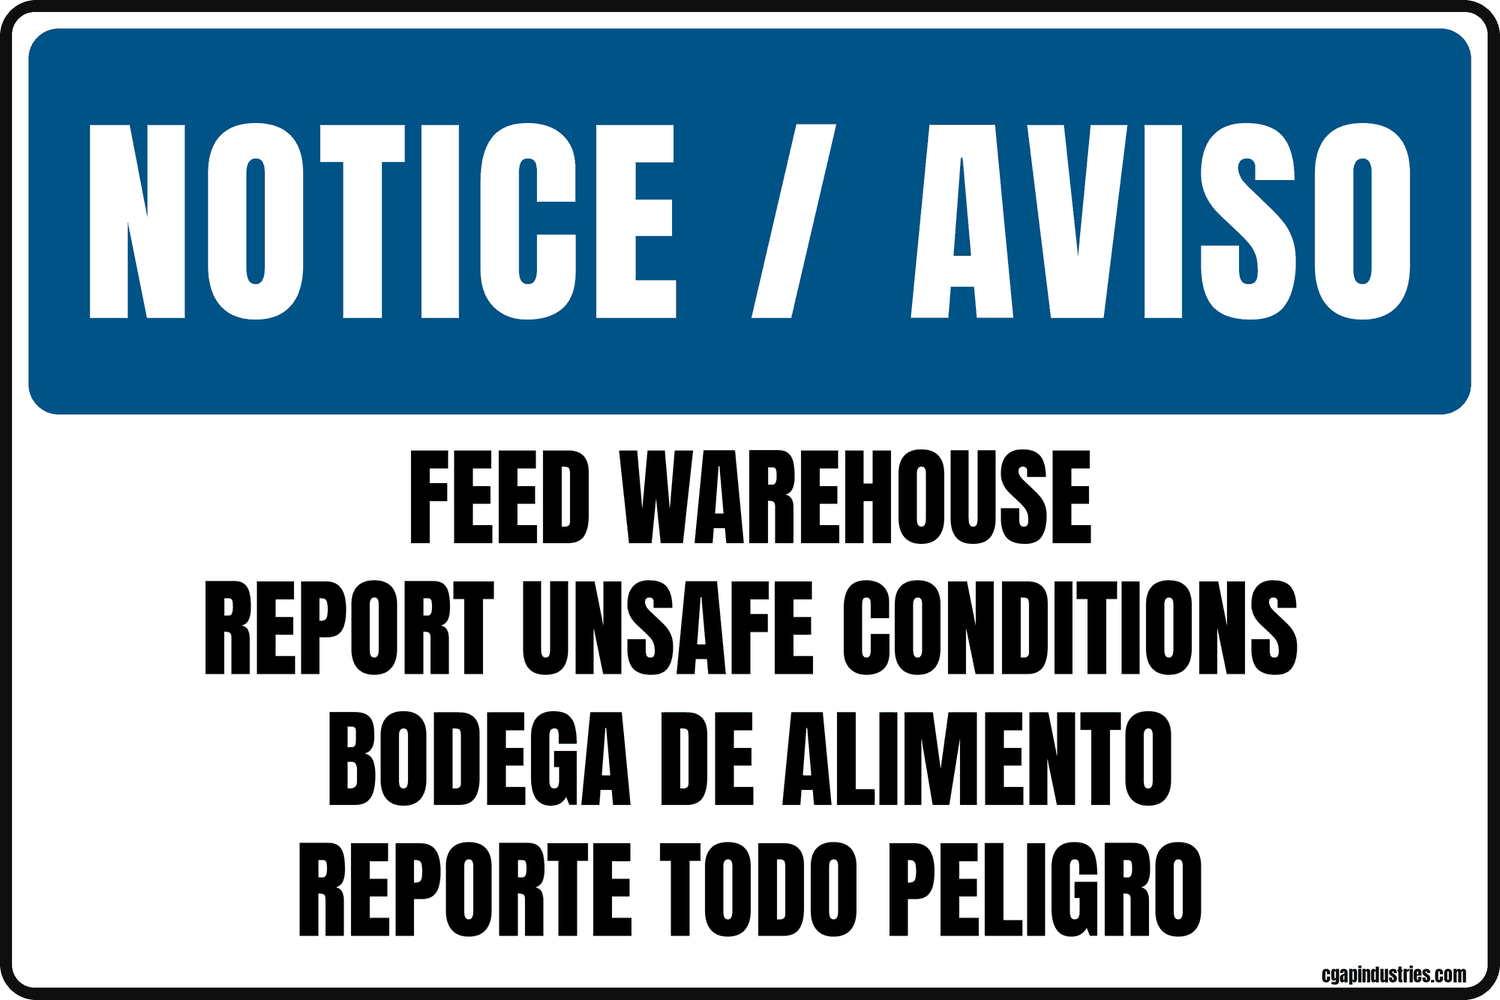 NOTICE / AVISO
FEED WAREHOUSE
REPORT UNSAFE CONDITIONS
BODEGA DE ALIMENTO
REPORTE TODO PELIGRO
cgapindustries.com